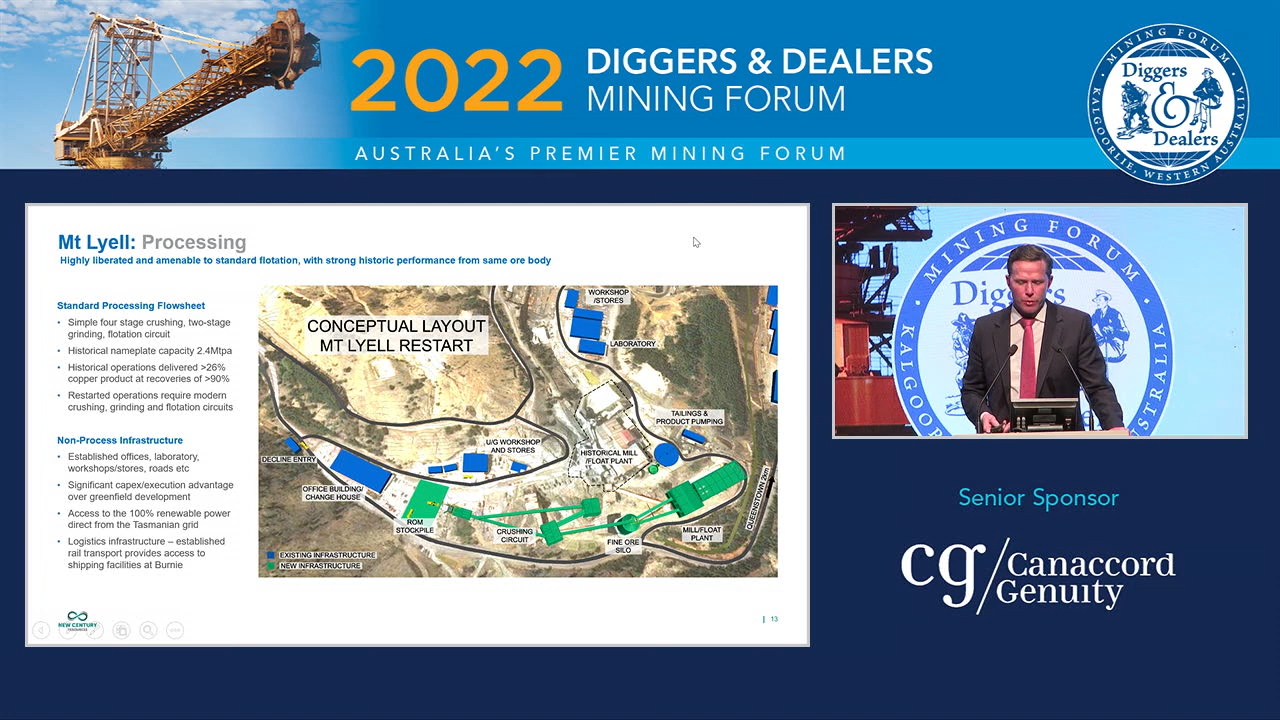 2022 DIGGERS & DEALERS
MINING FORUM
AUSTRALIA'S PREMIER MINING FORUM
MINING FORUM
Diggers
&
Dealers
KALGOORLIE, WESTERN AUSTRALIA
Mt Lyell: Processing
Highly liberated and amenable to standard flotation, with strong historic performance from same ore body
Standard Processing Flowsheet
• Simple four stage crushing, two-stage
grinding, flotation circuit
• Historical nameplate capacity 2.4Mtpa
• Historical operations delivered >26%
copper product at recoveries of >90%
• Restarted operations require modern
crushing, grinding and flotation circuits
Non-Process Infrastructure
• Established offices, laboratory,
workshops/stores, roads etc
• Significant capex/execution advantage
over greenfield development
• Access to the 100% renewable power
direct from the Tasmanian grid
• Logistics infrastructure – established
rail transport provides access to
shipping facilities at Burnie
CONCEPTUAL LAYOUT
MT LYELL RESTART
WORKSHOP
/STORES
LABORATORY
TAILINGS &
PRODUCT PUMPING
U/G WORKSHOP
AND STORES
HISTORICAL MILL
/FLOAT PLANT
DECLINE ENTRY
OFFICE BUILDING/
CHANGE HOUSE
ROM
STOCKPILE
CRUSHING
CIRCUIT
FINE ORE
SILO
MILL/FLOAT
PLANT
QUEENSTOWN 2km
EXISTING INFRASTRUCTURE
NEW INFRASTRUCTURE
NEW CENTURY
RESOURCES
| 13
MINING FORUM
Diggers
KALGOOR
STRALIA
Senior Sponsor
cg/Canaccord
Genuity